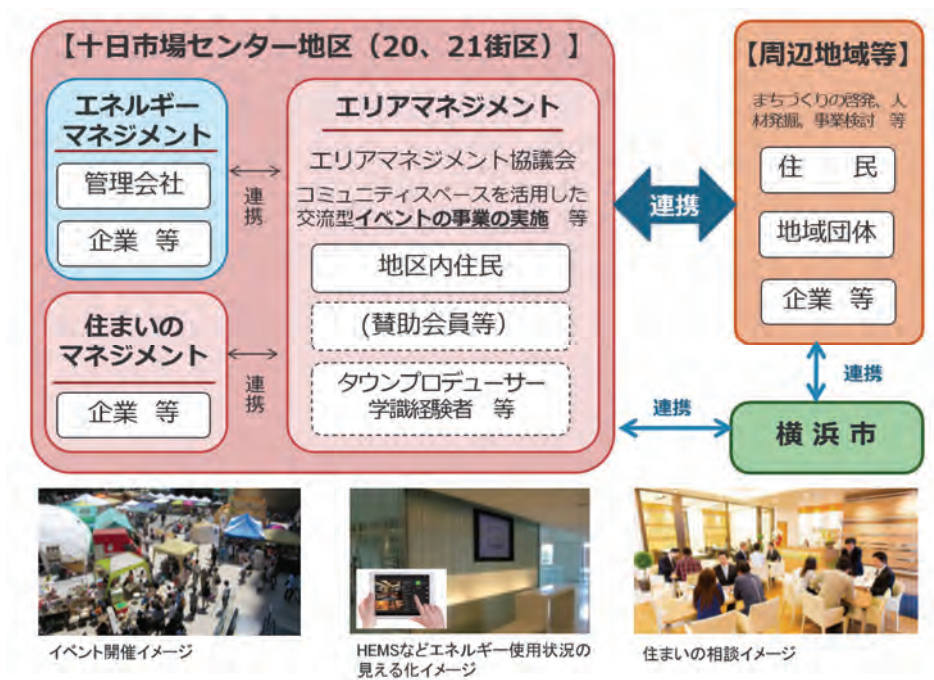 【十日市場センター地区（20、21街区）】
エネルギー
マネジメント
管理会社
企業 等
連携
住まいの
マネジメント
企業 等
連携
エリアマネジメント
エリアマネジメント協議会
コミュニティスペースを活用した
交流型イベントの事業の実施 等
地区内住民
(賛助会員等)
タウンプロデューサー
学識経験者 等
連携
【周辺地域等】
まちづくりの啓発、人
材発掘、事業検討 等
住 民
地域団体
企業 等
連携
連携
横浜市
イベント開催イメージ
HEMSなどエネルギー使用状況の
見える化イメージ
住まいの相談イメージ